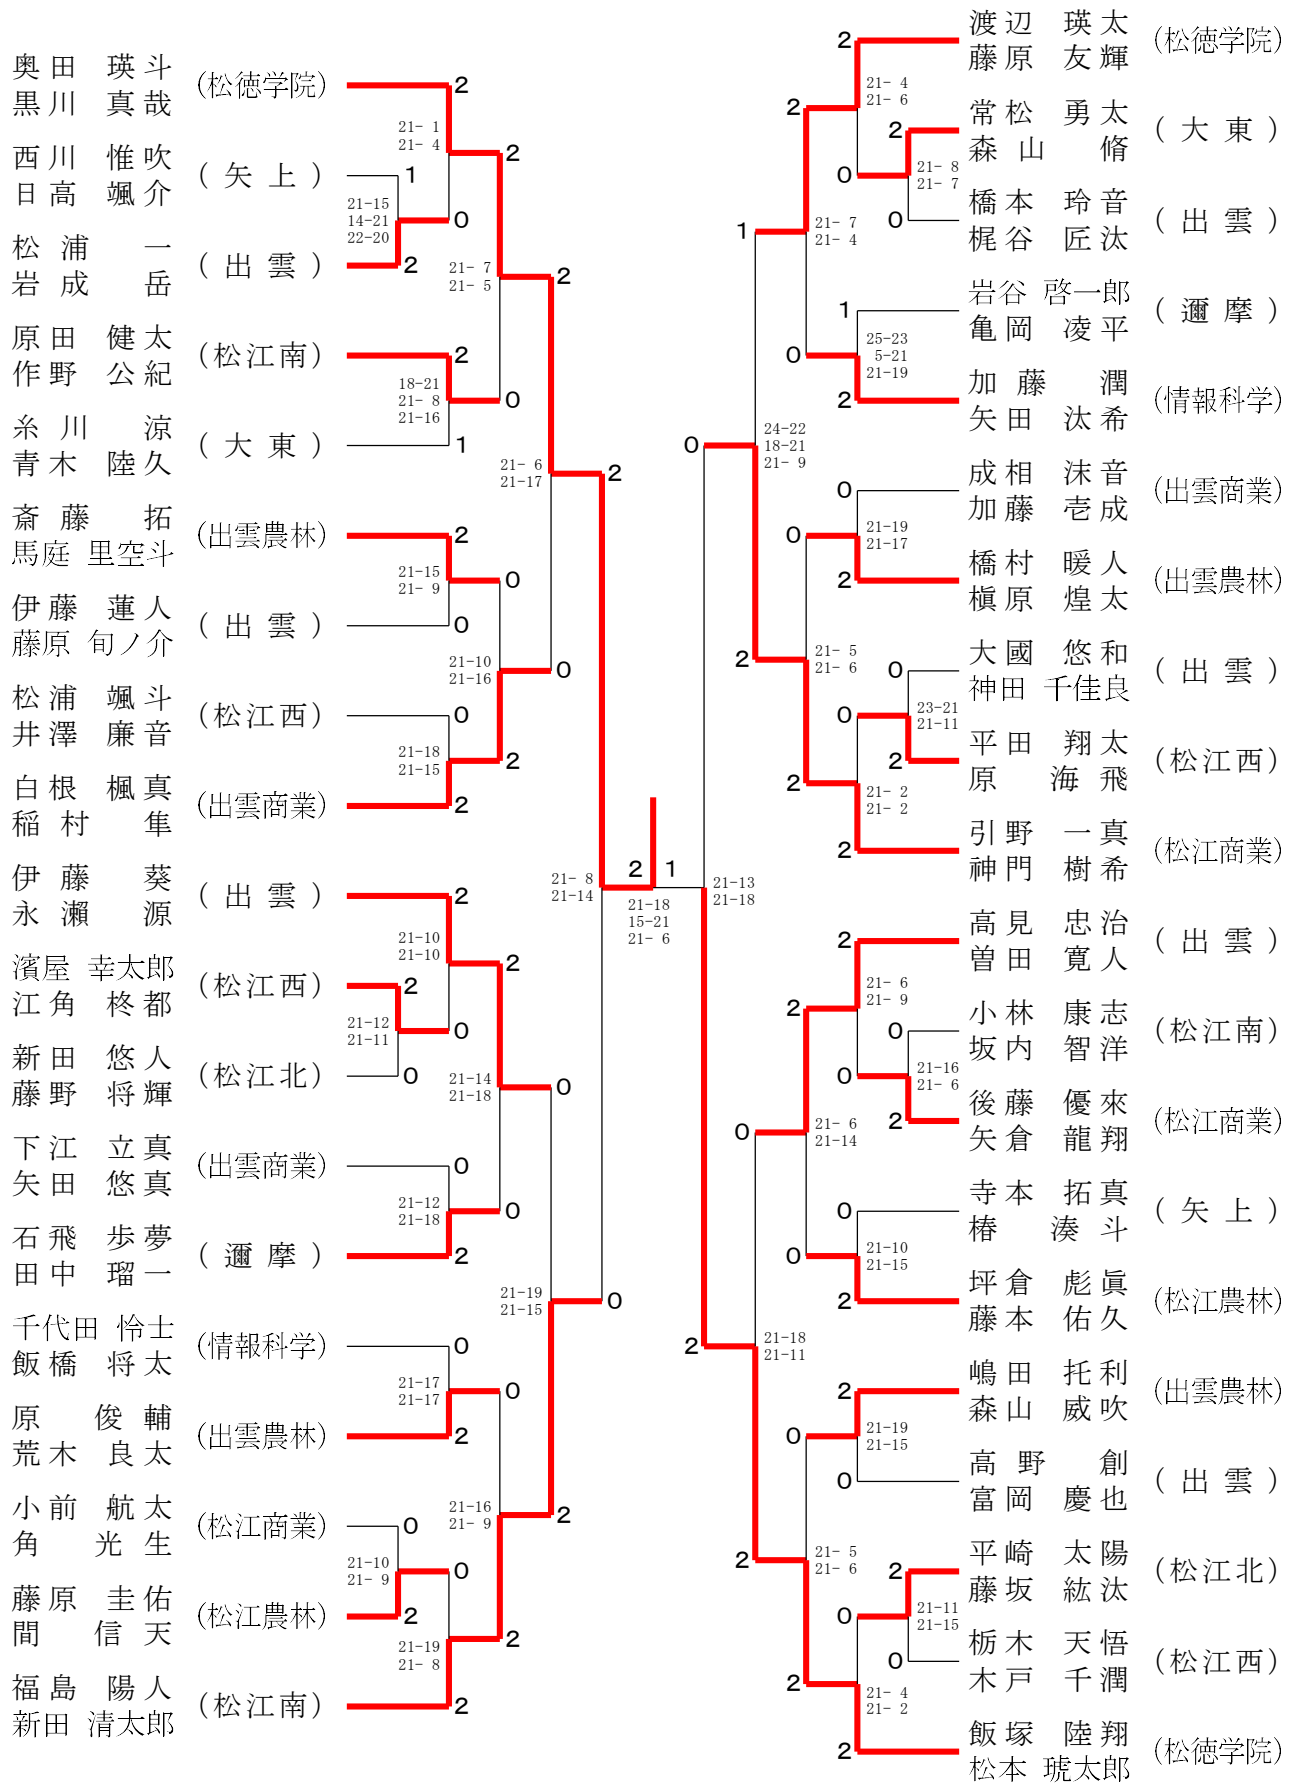 奥田 瑛斗
黒川 真哉
(松徳学院)
2
21- 1
21- 4
2
西川 惟吹
日高 颯介
(矢上)
1
21-15
14-21
22-20
0
松浦 一
岩成 岳
(出雲)
2
21- 7
21- 5
2
原田 健太
作野 公紀
(松江南)
2
18-21
21- 8
21-16
0
糸川 涼
青木 陸久
(大東)
1
21- 6
21-17
2
斎藤 拓
馬庭 里空斗
(出雲農林)
2
21-15
21- 9
0
伊藤 蓮人
藤原 旬ノ介
(出雲)
0
21-10
21-16
0
松浦 颯斗
井澤 廉音
(松江西)
0
21-18
21-15
2
白根 楓真
稲村 隼
(出雲商業)
2
伊藤 葵
永瀬 源
(出雲)
2
21- 8
21-14
21-10
21-10
2
濱屋 幸太郎
江角 柊都
(松江西)
2
21-12
21-11
0
新田 悠人
藤野 将輝
(松江北)
0
21-14
21-18
0
下江 立真
矢田 悠真
(出雲商業)
0
21-12
21-18
0
石飛 歩夢
田中 瑠一
(邇摩)
2
21-19
21-15
0
千代田 怜士
飯橋 将太
(情報科学)
0
21-17
21-17
0
原 俊輔
荒木 良太
(出雲農林)
2
21-16
21- 9
2
小前 航太
角 光生
(松江商業)
0
21-10
21- 9
0
藤原 圭佑
間 信天
(松江農林)
2
21-19
21- 8
2
福島 陽人
新田 清太郎
(松江南)
2
2 1
21-18
15-21
21- 6
渡辺 瑛太
藤原 友輝
(松徳学院)
2
21- 4
21- 6
2
常松 勇太
森山 脩
(大東)
2
21- 8
21- 7
0
橋本 玲音
梶谷 匠汰
(出雲)
0
21- 7
21- 4
1
岩谷 啓一郎
亀岡 凌平
(邇摩)
1
25-23
5-21
21-19
0
加藤 潤
矢田 汰希
(情報科学)
2
24-22
18-21
21- 9
0
成相 沫音
加藤 壱成
(出雲商業)
0
21-19
21-17
0
橋村 暖人
槇原 煌太
(出雲農林)
2
21- 5
21- 6
2
大國 悠和
神田 千佳良
(出雲)
0
23-21
21-11
0
平田 翔太
原 海飛
(松江西)
2
21- 2
21- 2
2
引野 一真
神門 樹希
(松江商業)
2
21-13
21-18
高見 忠治
曽田 寛人
(出雲)
2
21- 6
21- 9
2
小林 康志
坂内 智洋
(松江南)
0
21-16
21- 6
0
後藤 優來
矢倉 龍翔
(松江商業)
2
21- 6
21-14
0
寺本 拓真
椿 湊斗
(矢上)
0
21-10
21-15
0
坪倉 彪眞
藤本 佑久
(松江農林)
2
21-18
21-11
2
嶋田 托利
森山 威吹
(出雲農林)
2
21-19
21-15
0
高野 創
富岡 慶也
(出雲)
0
21- 5
21- 6
2
平崎 太陽
藤坂 紘汰
(松江北)
2
21-11
21-15
0
栃木 天悟
木戸 千潤
(松江西)
0
21- 4
21- 2
2
飯塚 陸翔
松本 琥太郎
(松徳学院)
2